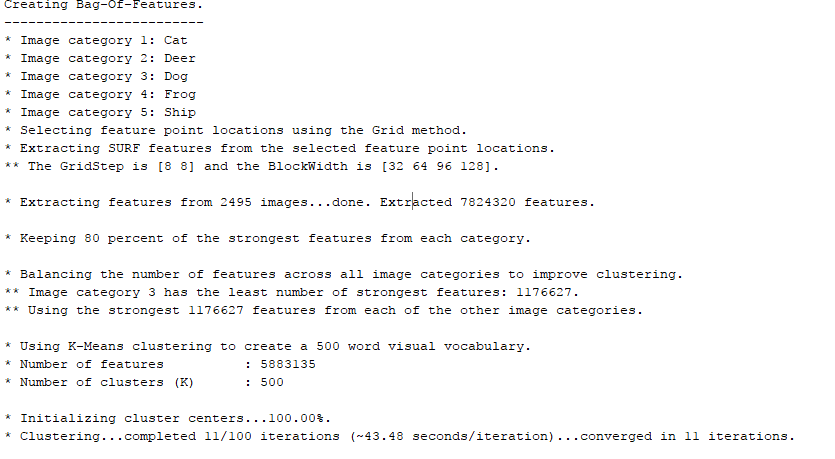 Creating Bag-Of-Features.
-------------------------
* Image category 1: Cat
* Image category 2: Deer
* Image category 3: Dog
* Image category 4: Frog
* Image category 5: Ship
* Selecting feature point locations using the Grid method.
* Extracting SURF features from the selected feature point locations.
** The GridStep is [8 8] and the BlockWidth is [32 64 96 128].
* Extracting features from 2495 images...done. Extracted 7824320 features.
* Keeping 80 percent of the strongest features from each category.
* Balancing the number of features across all image categories to improve clustering.
** Image category 3 has the least number of strongest features: 1176627.
** Using the strongest 1176627 features from each of the other image categories.
* Using K-Means clustering to create a 500 word visual vocabulary.
* Number of features          : 5883135
* Number of clusters (K)      : 500
* Initializing cluster centers...100.00%.
* Clustering...completed 11/100 iterations (~43.48 seconds/iteration)...converged in 11 iterations.